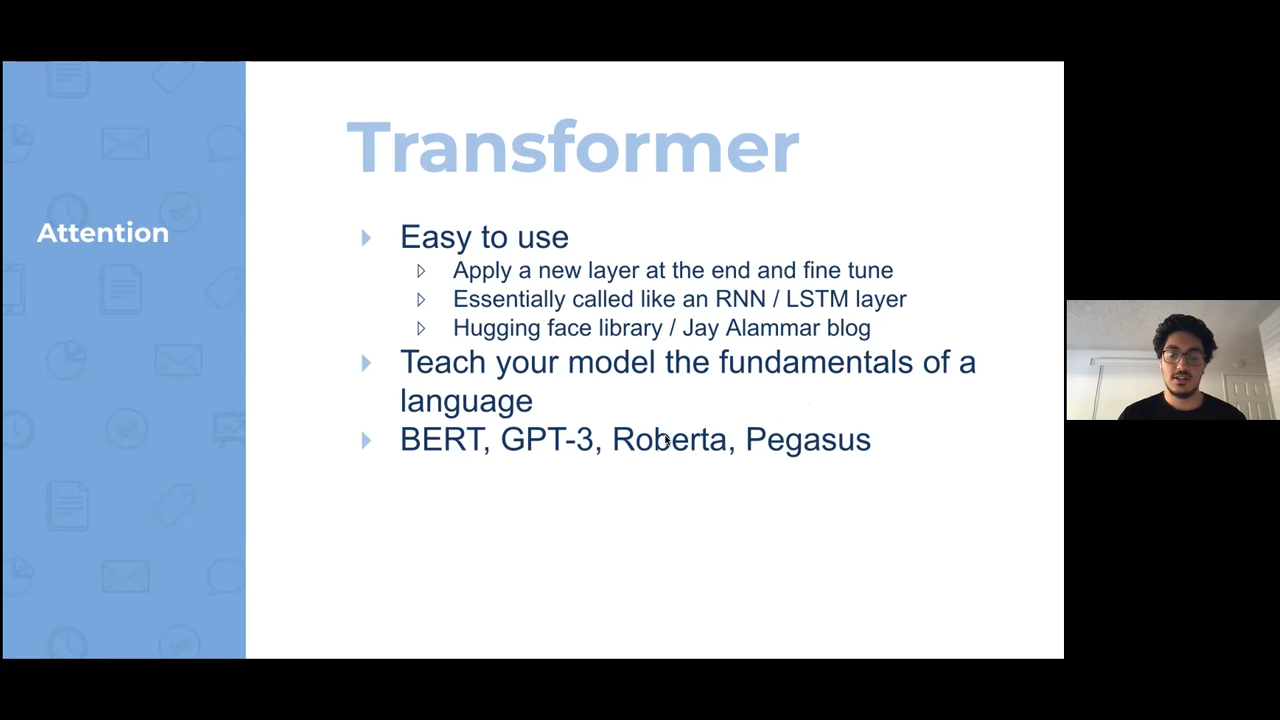 Transformer
Attention
Easy to use
Apply a new layer at the end and fine tune
Essentially called like an RNN / LSTM layer
Hugging face library / Jay Alammar blog
Teach your model the fundamentals of a
language
BERT, GPT-3, Roberta, Pegasus